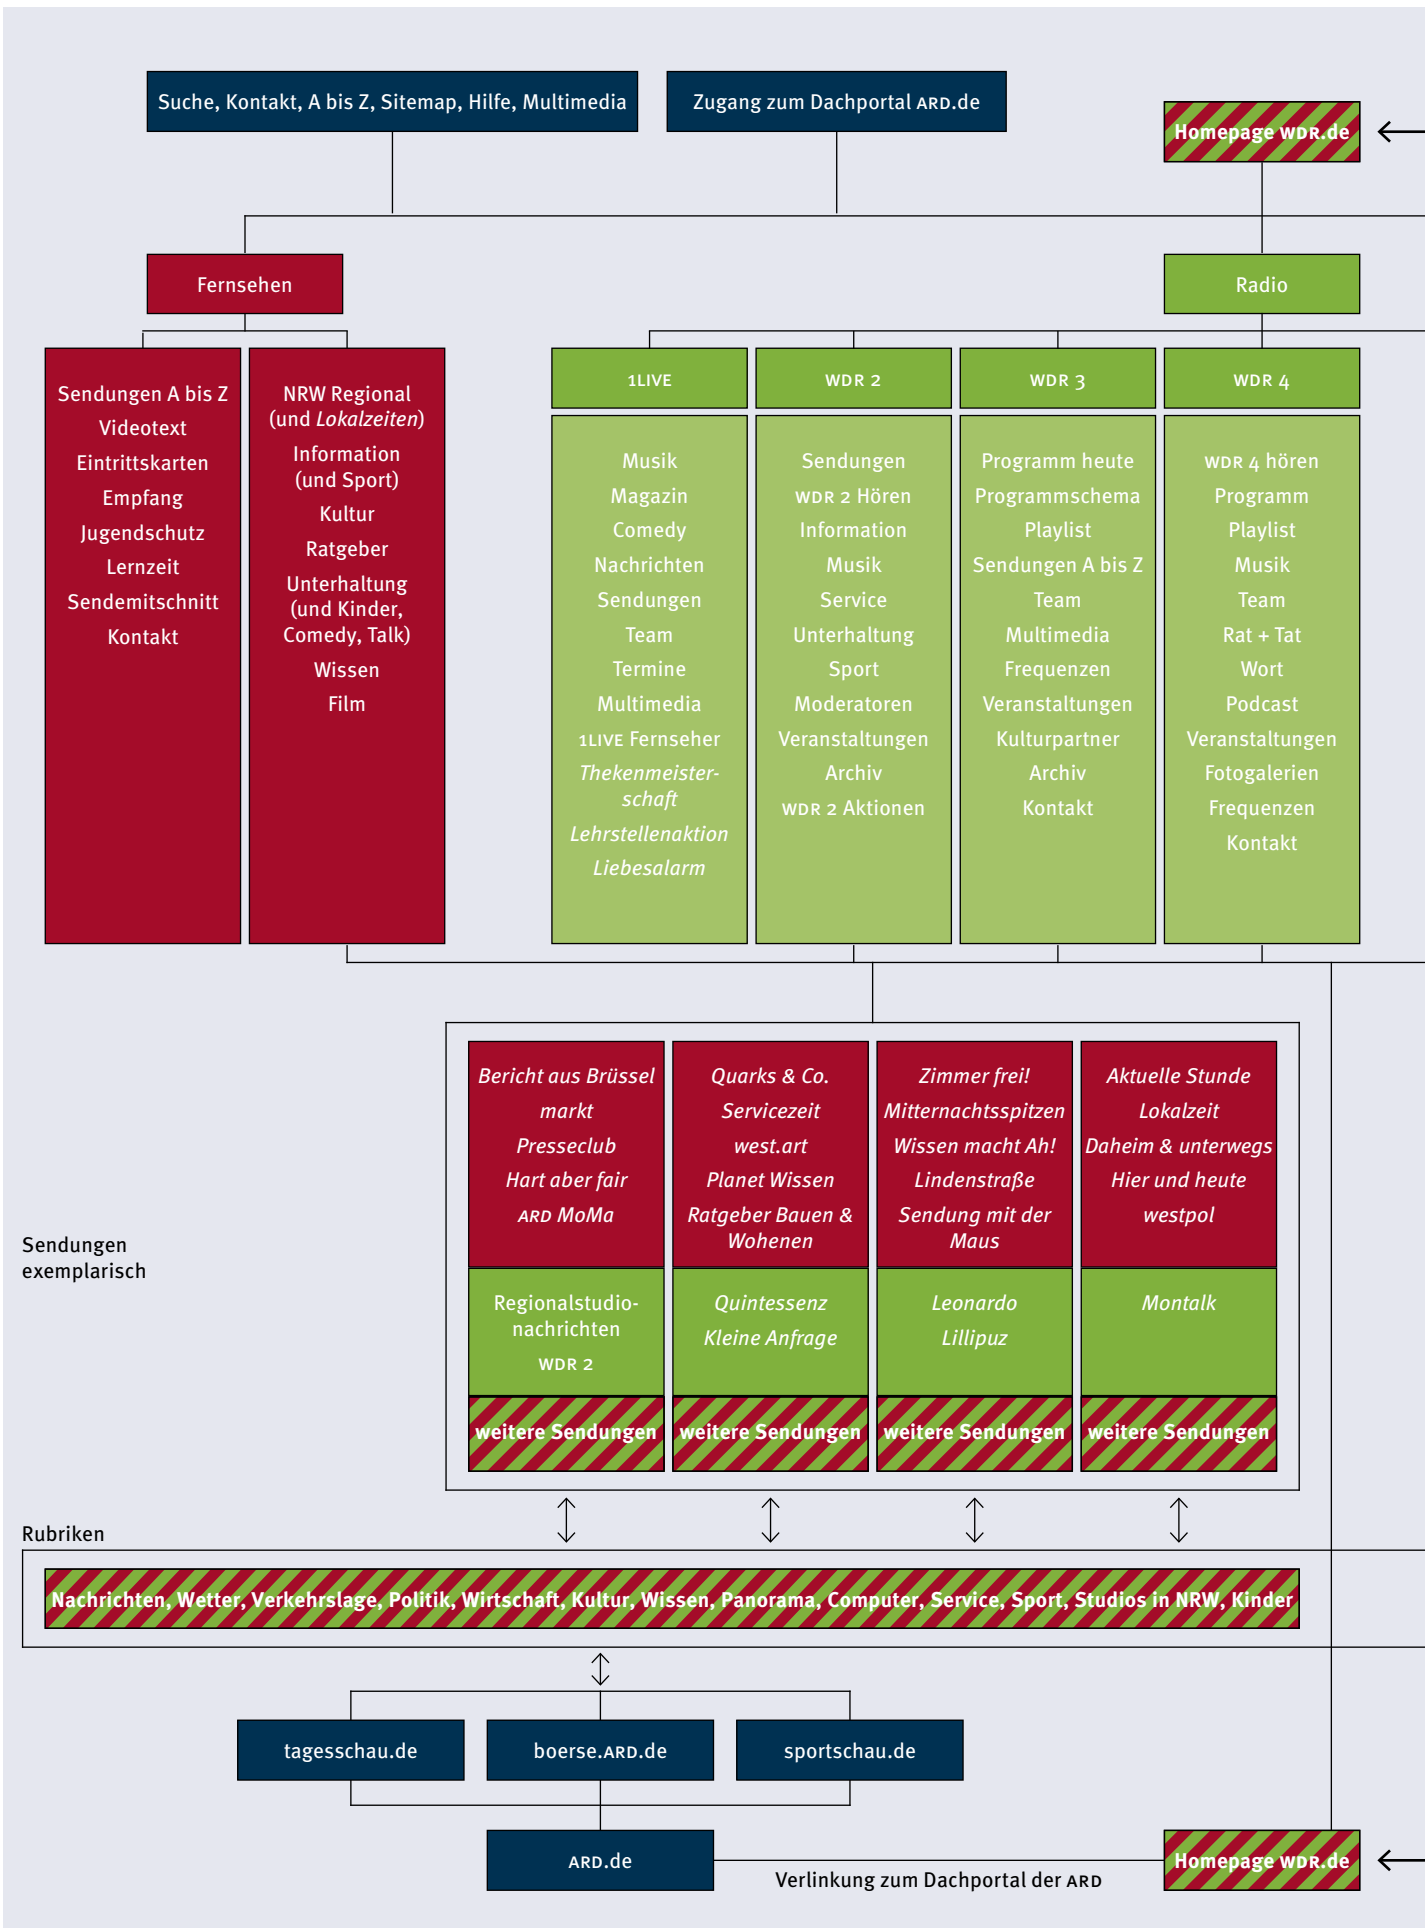 Suche, Kontakt, A bis Z, Sitemap, Hilfe, Multimedia
Zugang zum Dachportal ARD.de
Homepage WDR.de
Fernsehen
Radio
Sendungen A bis Z
Videotext
Eintrittskarten
Empfang
Jugendschutz
Lernzeit
Sendemitschnitt
Kontakt
NRW Regional
(und Lokalzeiten)
Information
(und Sport)
Kultur
Ratgeber
Unterhaltung
(und Kinder,
Comedy, Talk)
Wissen
Film
1LIVE
Musik
Magazin
Comedy
Nachrichten
Sendungen
Team
Termine
Multimedia
1LIVE Fernseher
Thekenmeister-
schaft
Lehrstellenaktion
Liebesalarm
WDR 2
Sendungen
WDR 2 Hören
Information
Musik
Service
Unterhaltung
Sport
Moderatoren
Veranstaltungen
Archiv
WDR 2 Aktionen
WDR 3
Programm heute
Programmschema
Playlist
Sendungen A bis Z
Team
Multimedia
Frequenzen
Veranstaltungen
Kulturpartner
Archiv
Kontakt
WDR 4
WDR 4 hören
Programm
Playlist
Musik
Team
Rat + Tat
Wort
Podcast
Veranstaltungen
Fotogalerien
Frequenzen
Kontakt
Sendungen
exemplarisch
Bericht aus Brüssel
markt
Presseclub
Hart aber fair
ARD MoMa
Regionalstudio-
nachrichten
WDR 2
weitere Sendungen
Quarks & Co.
Servicezeit
west.art
Planet Wissen
Ratgeber Bauen &
Wohenen
Quintessenz
Kleine Anfrage
weitere Sendungen
Zimmer frei!
Mitternachtsspitzen
Wissen macht Ah!
Lindenstraße
Sendung mit der
Maus
Leonardo
Lillipuz
weitere Sendungen
Aktuelle Stunde
Lokalzeit
Daheim & unterwegs
Hier und heute
westpol
Montalk
weitere Sendungen
Rubriken
Nachrichten, Wetter, Verkehrslage, Politik, Wirtschaft, Kultur, Wissen, Panorama, Computer, Service, Sport, Studios in NRW, Kinder
tagesschau.de
boerse.ARD.de
sportschau.de
ARD.de
Verlinkung zum Dachportal der ARD
Homepage WDR.de